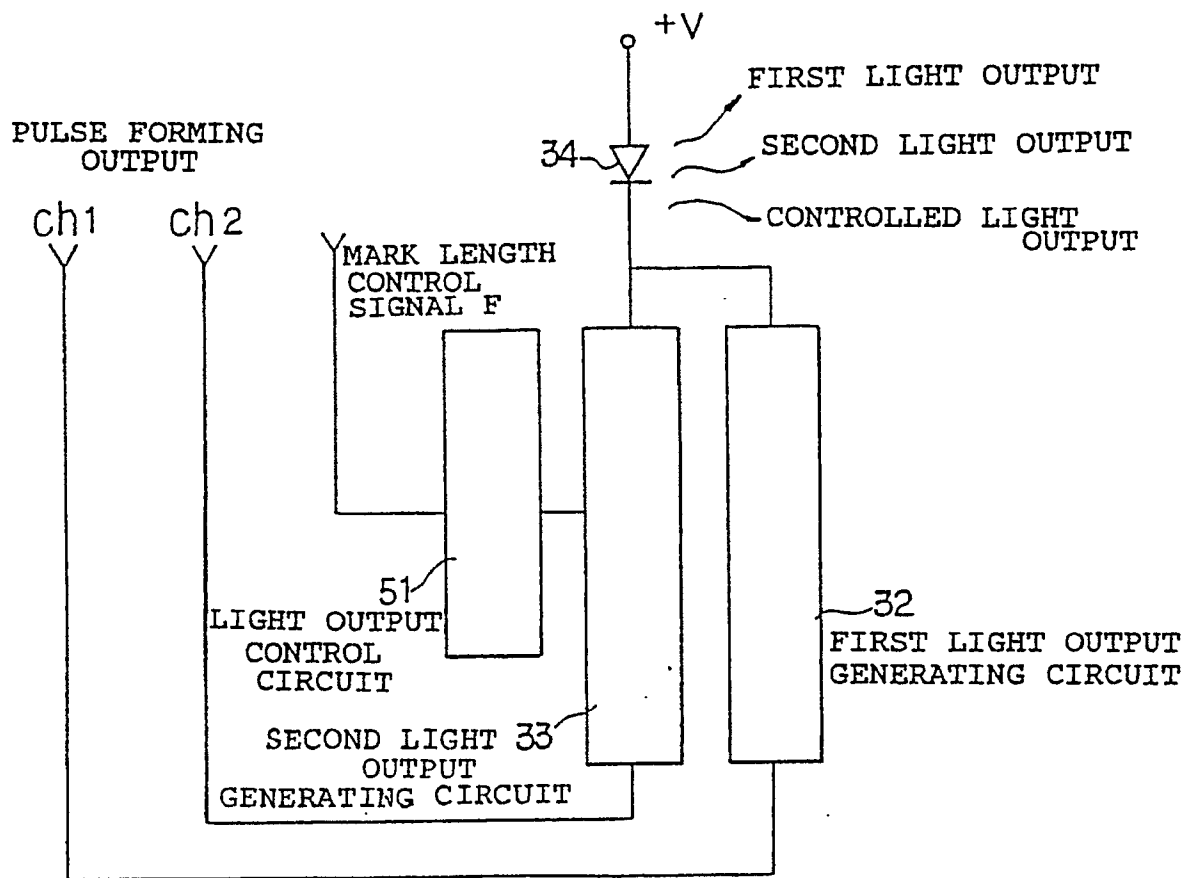 +V
FIRST LIGHT OUTPUT
34
SECOND LIGHT OUTPUT
CONTROLLED LIGHT
OUTPUT
PULSE FORMING
OUTPUT
Ch1
Ch2
MARK LENGTH
CONTROL
SIGNAL F
51
LIGHT OUTPUT
CONTROL
CIRCUIT
32
FIRST LIGHT OUTPUT
GENERATING CIRCUIT
SECOND LIGHT 33
OUTPUT
GENERATING CIRCUIT